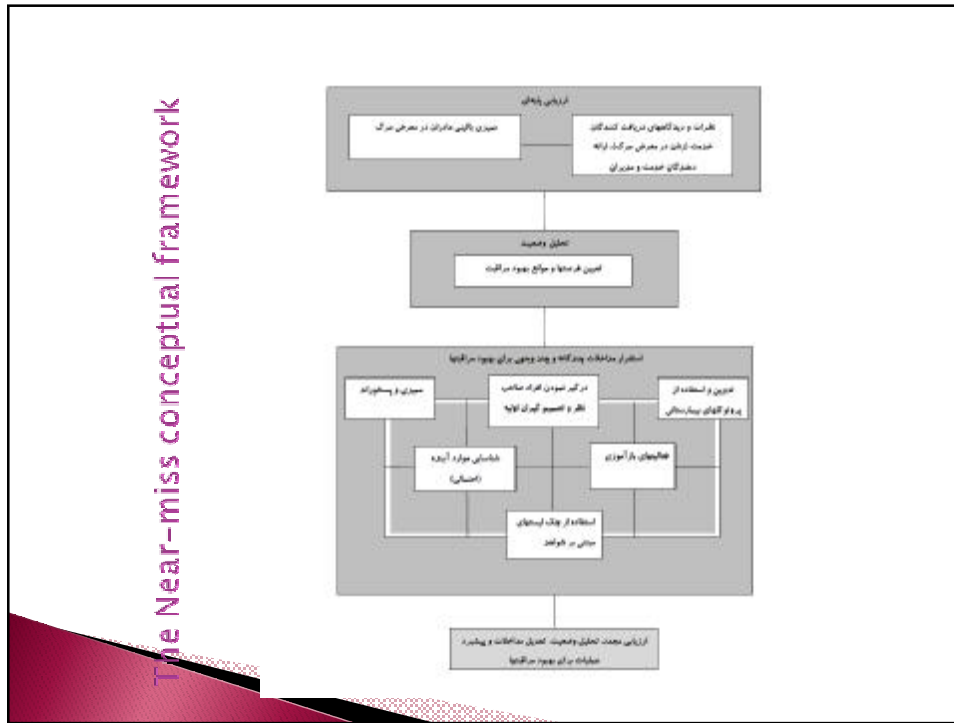 The Near-miss conceptual framework
ارزیابی پایه‌ای
ممیزی بالینی مادران در معرض مرگ
نظرات و دیدگاههای دریافت کنندگان
خدمت (زنان در معرض مرگ)، ارائه
دهندگان خدمت و مدیران
تحلیل وضعیت
تعیین فرصتها و موانع بهبود مراقبت
استقرار مداخلات چندگانه و چند وجهی برای بهبود مراقبتها
ممیزی و پسخوراند
درگیر نمودن افراد صاحب
نظر و تصمیم گیران اولیه
تدوین و استفاده از
پروتوکلهای بیمارستانی
شناسایی موارد آینده
(احتمالی)
فعالیتهای بازآموزی
استفاده از چک لیستهای
مبتنی بر شواهد
ارزیابی مجدد، تحلیل وضعیت، تعدیل مداخلات و پیشبرد
عملیات برای بهبود مراقبتها